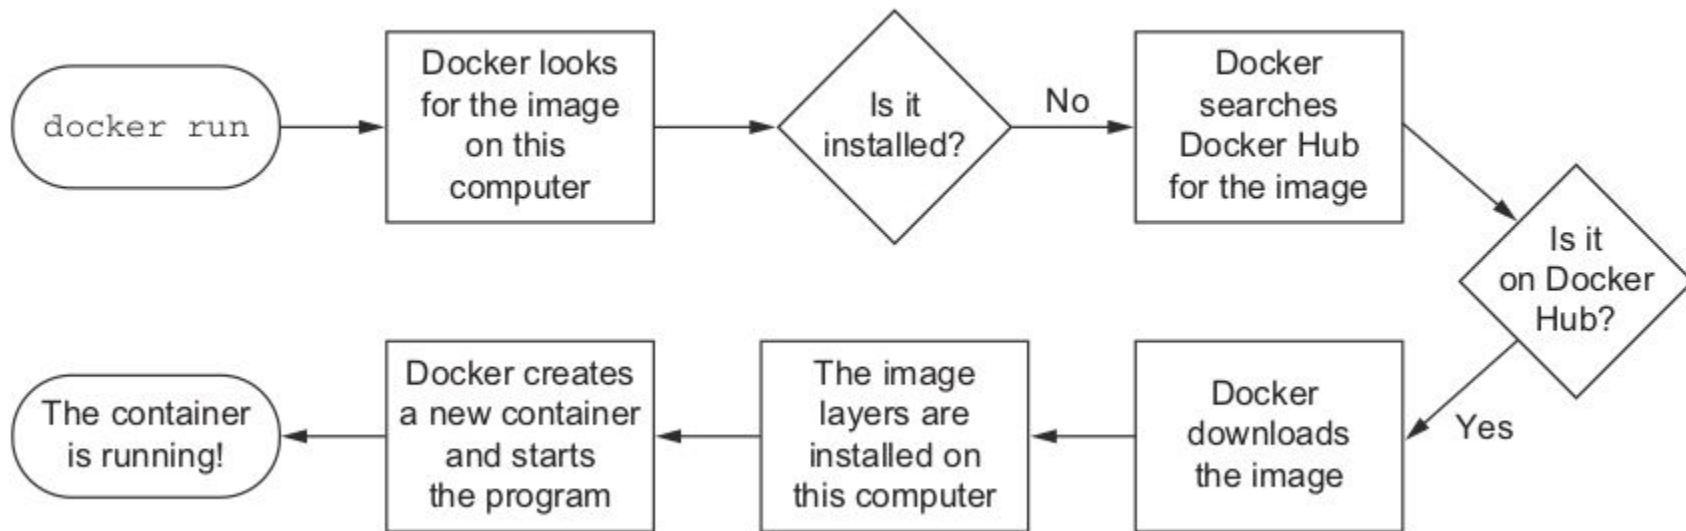 docker run
Docker looks
for the image
on this
computer
Is it
installed?
No
Docker
searches
Docker Hub
for the image
Is it
on Docker
Hub?
Yes
Docker
downloads
the image
The image
layers are
installed on
this computer
Docker creates
a new container
and starts
the program
The container
is running!